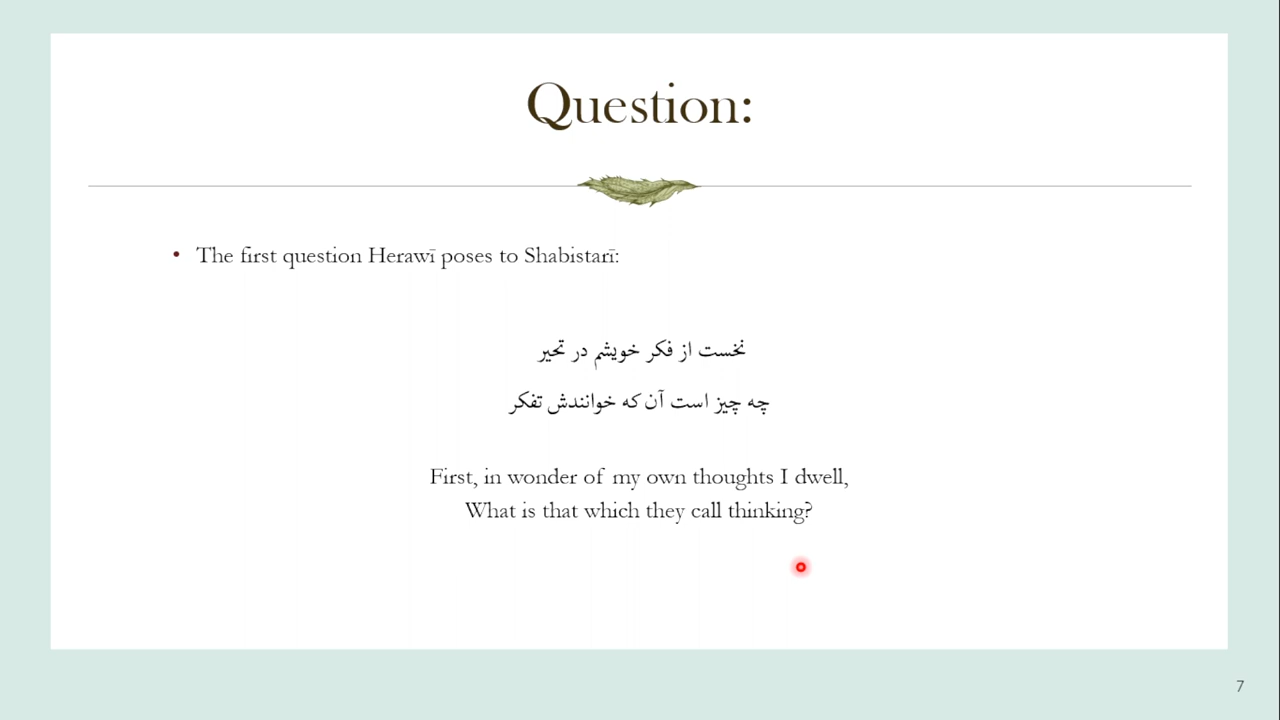 Question:
• The first question Herawī poses to Shabistarī:
نخست از فکر خویشم در تحیر
چه چیز است آن که خوانندش تفکر
First, in wonder of my own thoughts I dwell,
What is that which they call thinking?
7